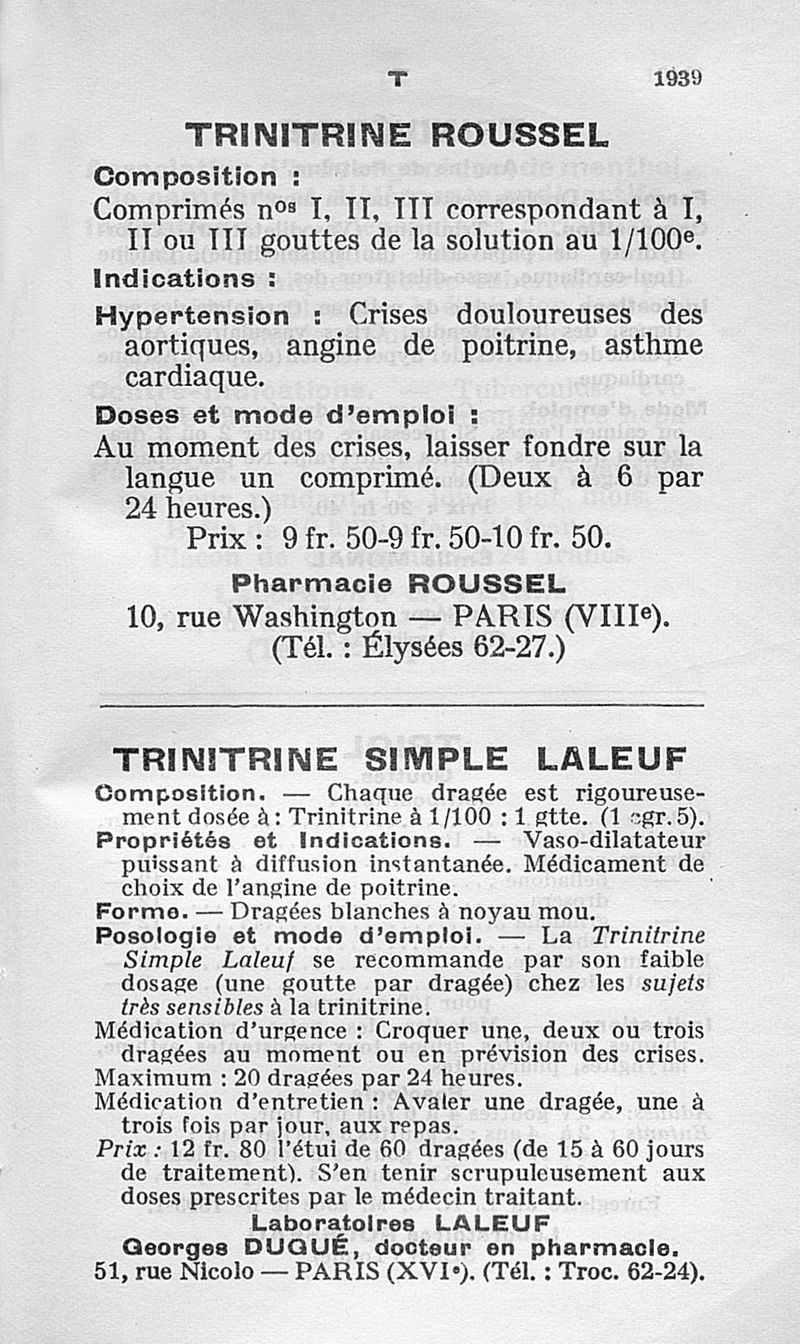 T 1939
TRINITRINE ROUSSEL
Composition :
Comprimés nos I, II, III correspondant à I,
II ou III gouttes de la solution au 1/100e.
Indications :
Hypertension : Crises douloureuses des
aortiques, angine de poitrine, asthme
cardiaque.
Doses et mode d'emploi :
Au moment des crises, laisser fondre sur la
langue un comprimé. (Deux à 6 par
24 heures.)
Prix : 9 fr. 50-9 fr. 50-10 fr. 50.
Pharmacie ROUSSEL
10, rue Washington — PARIS (VIIIe).
(Tél. : Élysées 62-27.)
TRINITRINE SIMPLE LALEUF
Composition. — Chaque dragée est rigoureuse-
ment dosée à : Trinitrine à 1/100 : 1 gtte. (1 cgr. 5).
Propriétés et Indications. — Vaso-dilatateur
puissant à diffusion instantanée. Médicament de
choix de l'angine de poitrine.
Forme. — Dragées blanches à noyau mou.
Posologie et mode d'emploi. — La Trinitrine
Simple Laleuf se recommande par son faible
dosage (une goutte par dragée) chez les sujets
très sensibles à la trinitrine.
Médication d'urgence : Croquer une, deux ou trois
dragées au moment ou en prévision des crises.
Maximum : 20 dragées par 24 heures.
Médication d'entretien : Avaler une dragée, une à
trois fois par jour, aux repas.
Prix : 12 fr. 80 l'étui de 60 dragées (de 15 à 60 jours
de traitement). S'en tenir scrupuleusement aux
doses prescrites par le médecin traitant.
Laboratoires LALEUF
Georges DUGUÉ, docteur en pharmacie.
51, rue Nicolo — PARIS (XVIe). (Tél. : Troc. 62-24).